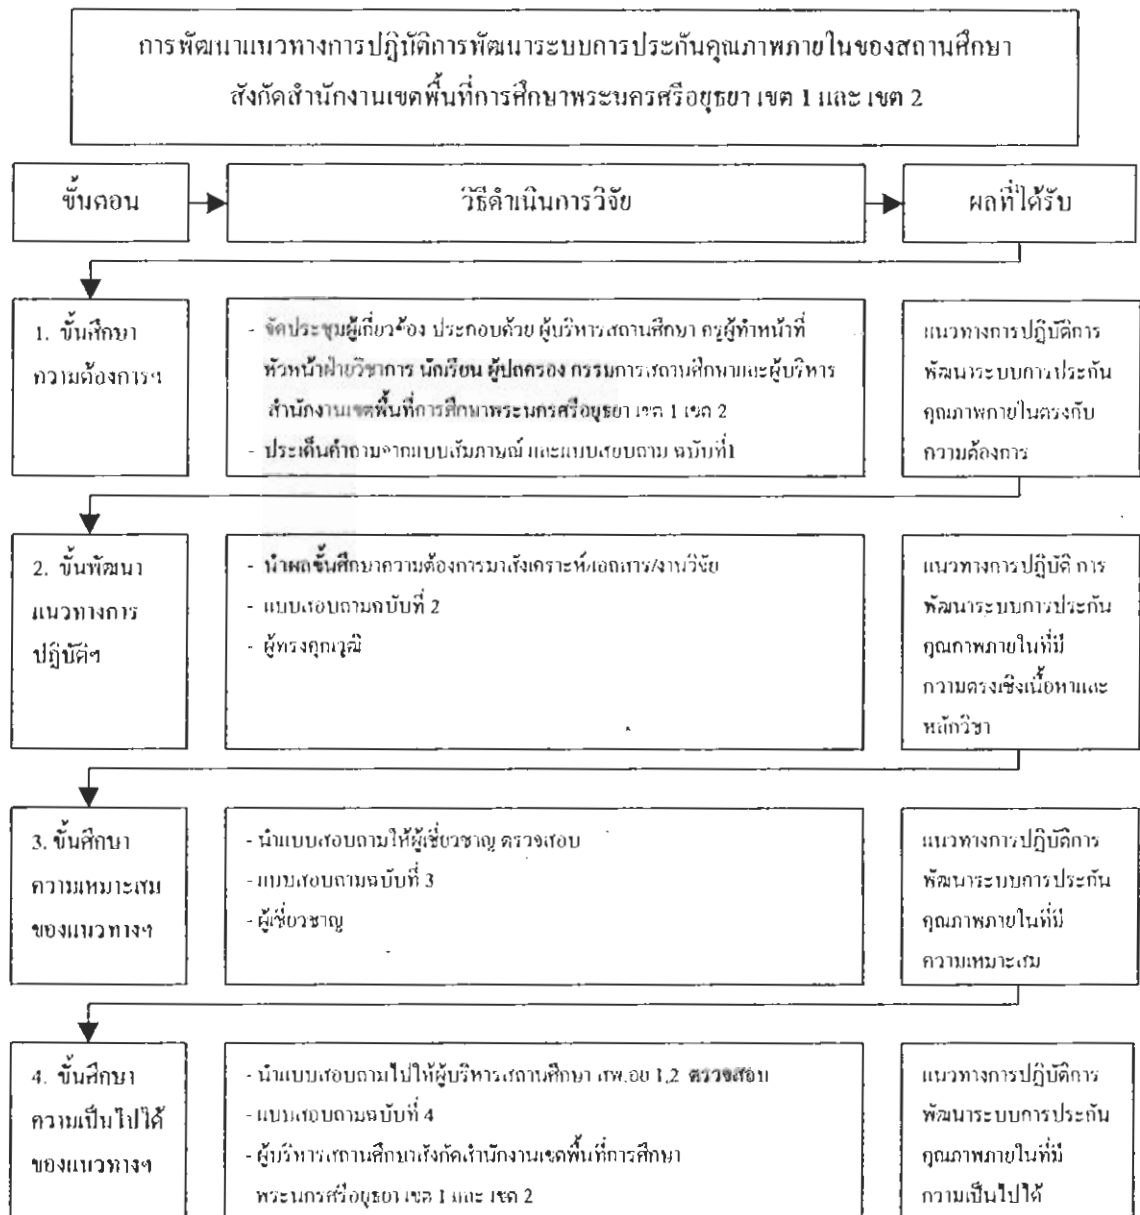 การพัฒนาแนวทางการปฏิบัติการพัฒนาระบบการประกันคุณภาพภายในของสถานศึกษา
สังกัดสำนักงานเขตพื้นที่การศึกษาพระนครศรีอยุธยา เขต 1 และ เขต 2
ขั้นตอน
วิธีดำเนินการวิจัย
ผลที่ได้รับ
1. ขั้นศึกษา
ความต้องการฯ
- จัดประชุมผู้เกี่ยวข้อง ประกอบด้วย ผู้บริหารสถานศึกษา ครูผู้ทำหน้าที่
หัวหน้าฝ่ายวิชาการ นักเรียน ผู้ปกครอง กรรมการสถานศึกษาและผู้บริหาร
สำนักงานเขตพื้นที่การศึกษาพระนครศรีอยุธยา เขต 1 เขต 2
- ประเด็นคำถามจากแบบสัมภาษณ์ และแบบสอบถาม ฉบับที่1
แนวทางการปฏิบัติการ
พัฒนาระบบการประกัน
คุณภาพภายในตรงกับ
ความต้องการ
2. ขั้นพัฒนา
แนวทางการ
ปฏิบัติฯ
- นำผลขั้นศึกษาความต้องการมาสังเคราะห์เอกสาร/งานวิจัย
- แบบสอบถามฉบับที่ 2
- ผู้ทรงคุณวุฒิ
แนวทางการปฏิบัติ การ
พัฒนาระบบการประกัน
คุณภาพภายในที่มี
ความตรงเชิงเนื้อหาและ
หลักวิชา
3. ขั้นศึกษา
ความเหมาะสม
ของแนวทางฯ
- นำแบบสอบถามให้ผู้เชี่ยวชาญ ตรวจสอบ
- แบบสอบถามฉบับที่ 3
- ผู้เชี่ยวชาญ
แนวทางการปฏิบัติการ
พัฒนาระบบการประกัน
คุณภาพภายในที่มี
ความเหมาะสม
4. ขั้นศึกษา
ความเป็นไปได้
ของแนวทางฯ
- นำแบบสอบถามไปให้ผู้บริหารสถานศึกษา สพ.อย 1,2 ตรวจสอบ
- แบบสอบถามฉบับที่ 4
- ผู้บริหารสถานศึกษาสังกัดสำนักงานเขตพื้นที่การศึกษา
พระนครศรีอยุธยา เขต 1 และ เขต 2
แนวทางการปฏิบัติการ
พัฒนาระบบการประกัน
คุณภาพภายในที่มี
ความเป็นไปได้